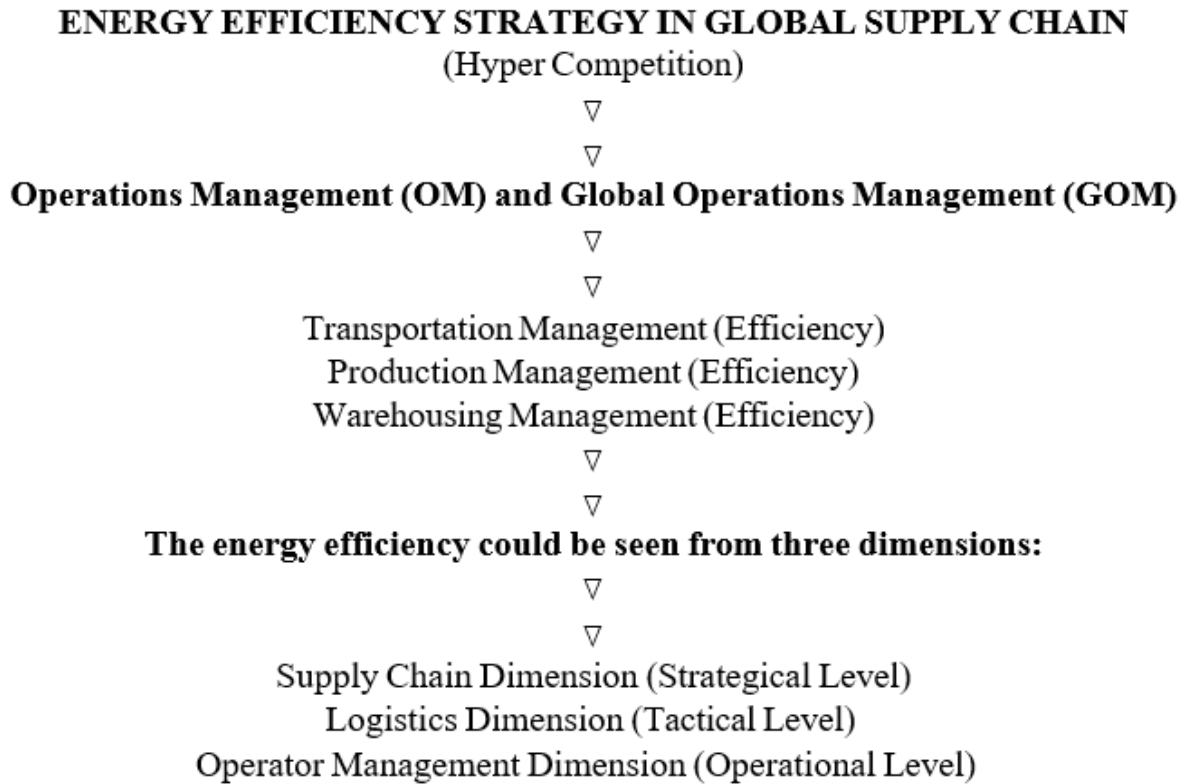 ENERGY EFFICIENCY STRATEGY IN GLOBAL SUPPLY CHAIN
(Hyper Competition)
▽
▽
Operations Management (OM) and Global Operations Management (GOM)
▽
▽
Transportation Management (Efficiency)
Production Management (Efficiency)
Warehousing Management (Efficiency)
▽
▽
The energy efficiency could be seen from three dimensions:
▽
▽
Supply Chain Dimension (Strategical Level)
Logistics Dimension (Tactical Level)
Operator Management Dimension (Operational Level)